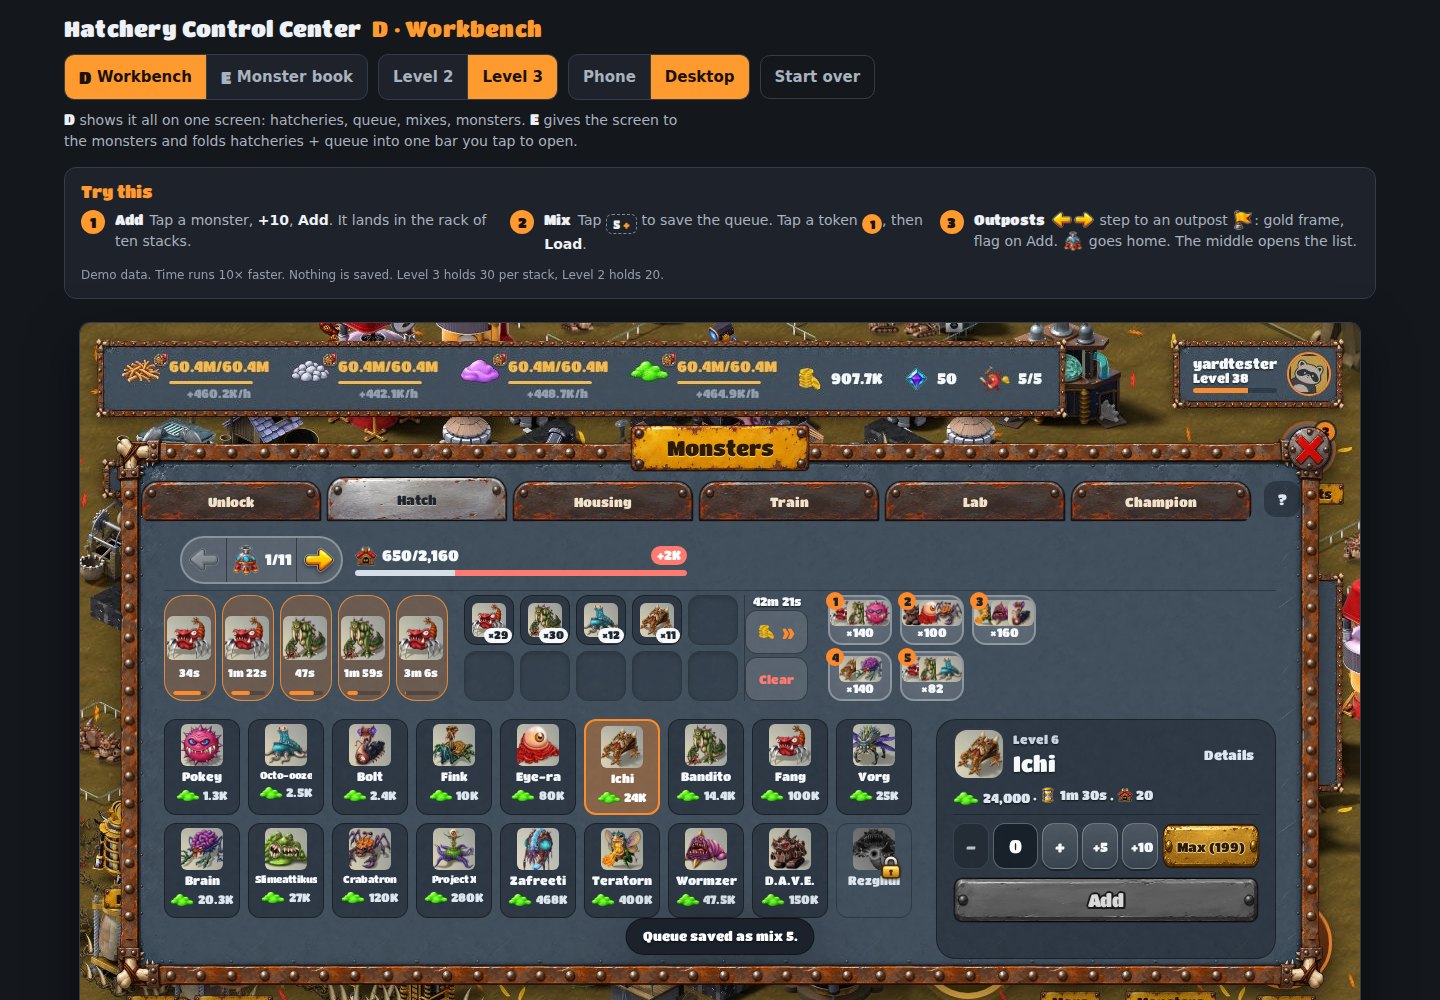 Hatchery Control Center D · Workbench
D Workbench E Monster book Level 2 Level 3 Phone Desktop Start over
D shows it all on one screen: hatcheries, queue, mixes, monsters. E gives the screen to
the monsters and folds hatcheries + queue into one bar you tap to open.
Try this
1 Add Tap a monster, +10, Add. It lands in the rack of
ten stacks.
2 Mix Tap 5 + to save the queue. Tap a token 1, then
Load.
3 Outposts step to an outpost : gold frame,
flag on Add. goes home. The middle opens the list.
Demo data. Time runs 10× faster. Nothing is saved. Level 3 holds 30 per stack, Level 2 holds 20.
60.4M/60.4M 60.4M/60.4M 60.4M/60.4M 60.4M/60.4M 907.7K 50 5/5
+460.2K/h +442.1K/h +448.7K/h +464.9K/h
yardtester
Level 38
Monsters
Unlock Hatch Housing Train Lab Champion ?
1/11 650/2,160 +2K
34s 1m 22s 47s 1m 59s 3m 6s
×29 ×30 ×12 ×11
42m 21s
Clear
1 ×140 2 ×100 3 ×160
4 ×140 5 ×82
Pokey Octo-ooze Bolt Fink Eye-ra Ichi Bandito Fang Vorg
1.3K 2.5K 2.4K 10K 80K 24K 14.4K 100K 25K
Brain Slimeattikus Crabatron Project X Zafreeti Teratorn Wormzer D.A.V.E. Rezghul
20.3K 27K 120K 280K 468K 400K 47.5K 150K
Level 6
Ichi
Details
24,000 · 1m 30s · 20
- 0 + +5 +10 Max (199)
Add
Queue saved as mix 5.